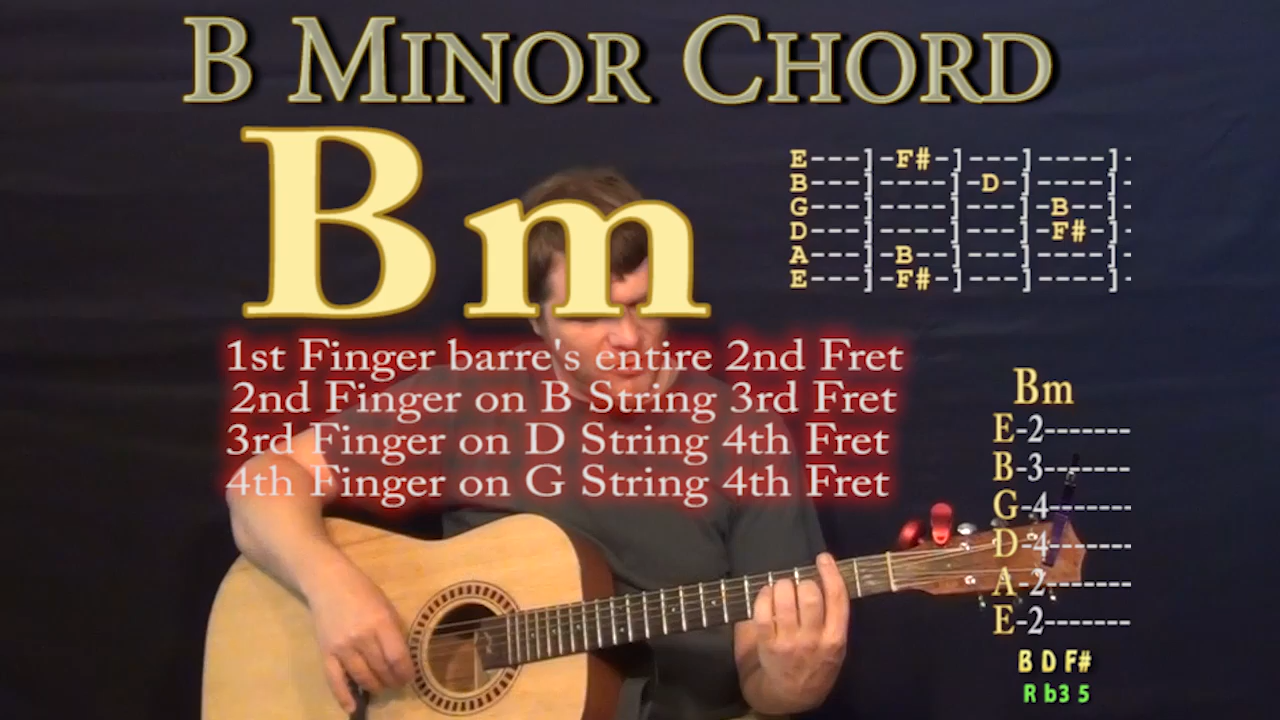 B MINOR CHORD
Bm
E---]-F#-]---]----]-
B---]----]-D-]----]-
G---]----]---]-B--]-
D---]----]---]-F#-]-
A---]-B--]---]----]-
E---]-F#-]---]----]-
1st Finger barre's entire 2nd Fret
2nd Finger on B String 3rd Fret
3rd Finger on D String 4th Fret
4th Finger on G String 4th Fret
Bm
E-2-------
B-3-------
G-4-------
D-4-------
A-2-------
E-2-------
B D F#
R b3 5